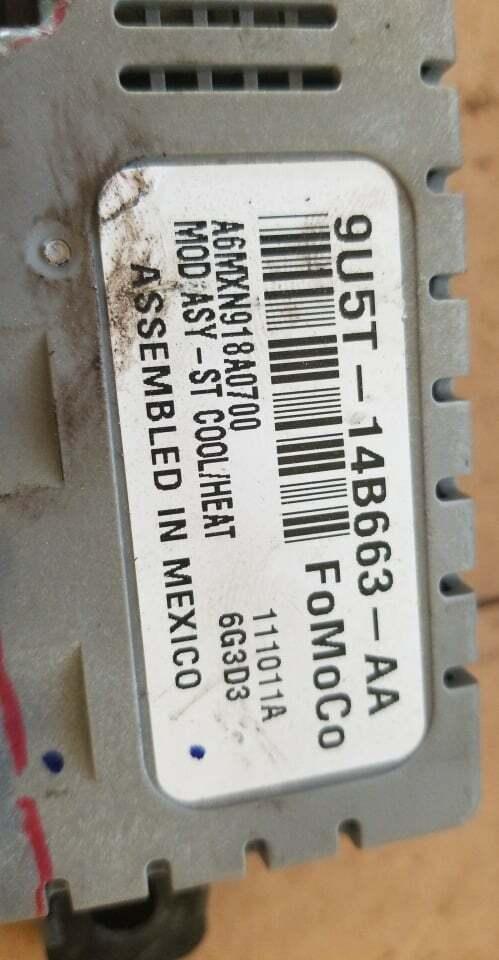 9U5T-14B663-AA
FoMoCo
A6MXN918A0700
111011A
MOD ASY-ST COOL/HEAT
6G3D3
ASSEMBLED IN MEXICO